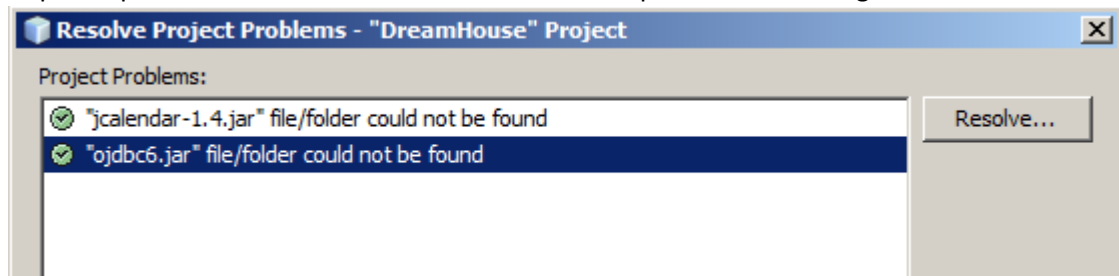 Resolve Project Problems - "DreamHouse" Project
Project Problems:
"jcalendar-1.4.jar" file/folder could not be found
Resolve...
"ojdbc6.jar" file/folder could not be found